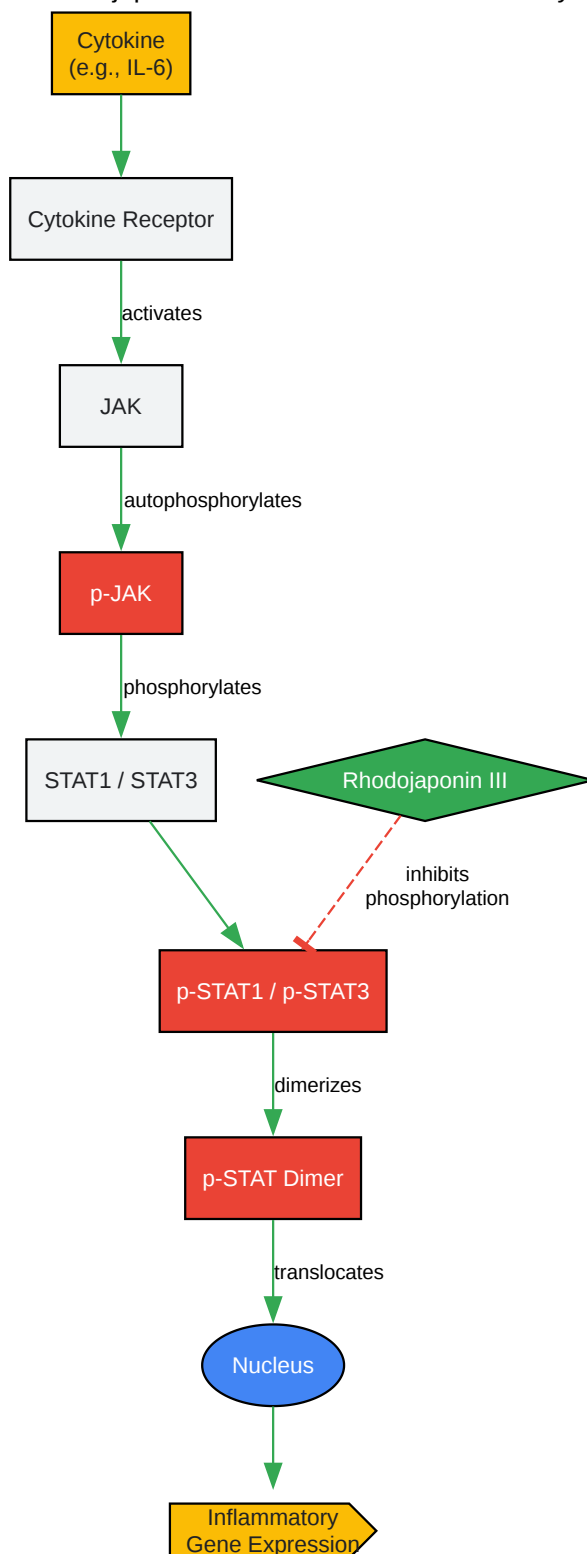 Cytokine
(e.g., IL-6)
Cytokine Receptor
activates
JAK
autophosphorylates
p-JAK
phosphorylates
STAT1 / STAT3
Rhodojaponin III
inhibits
phosphorylation
p-STAT1 / p-STAT3
dimerizes
p-STAT Dimer
translocates
Nucleus
Inflammatory
Gene Expression